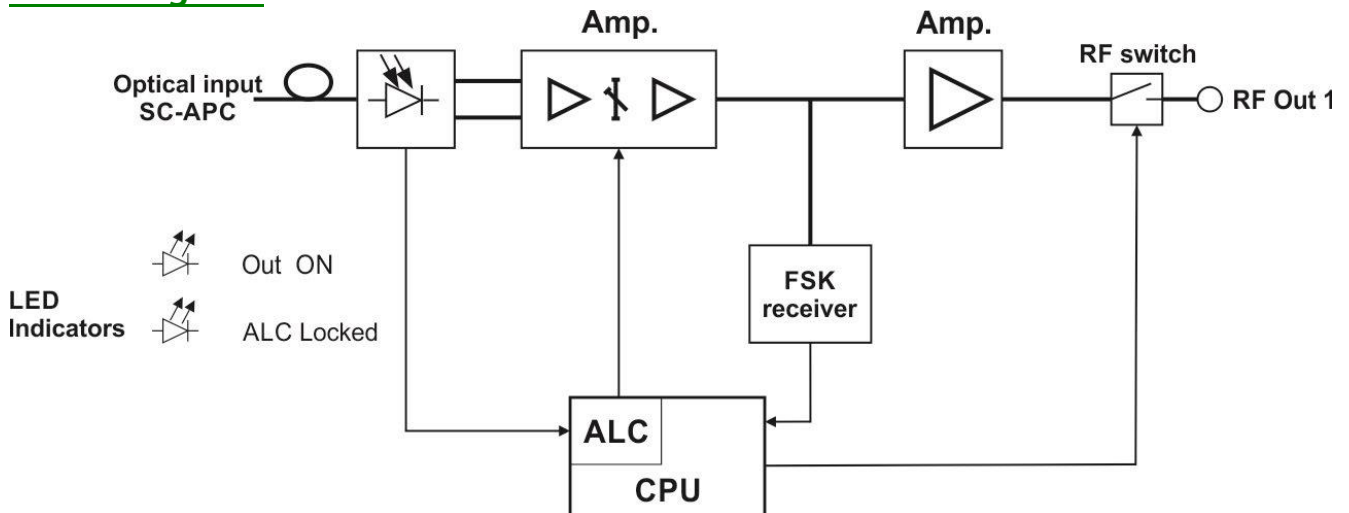 Amp.
Amp.
RF switch
Optical input
SC-APC
RF Out 1
Out ON
LED
Indicators
ALC Locked
FSK
receiver
ALC
CPU